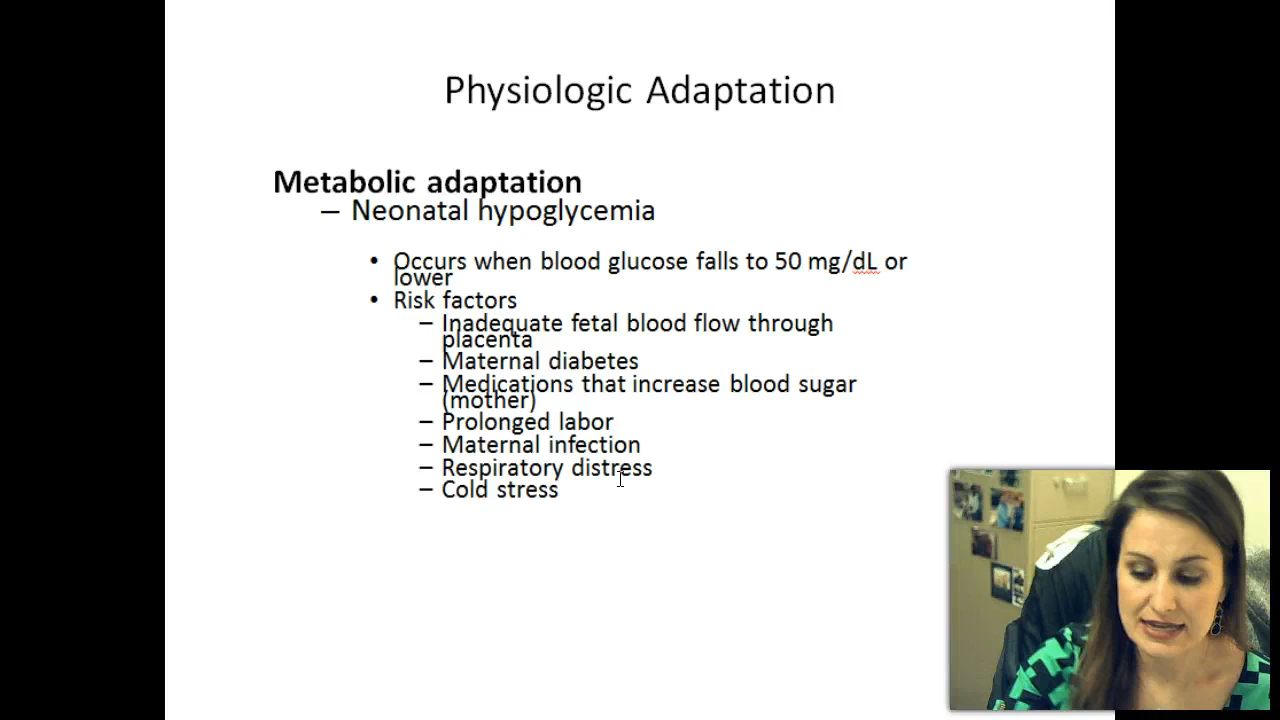 Physiologic Adaptation
Metabolic adaptation
– Neonatal hypoglycemia
• Occurs when blood glucose falls to 50 mg/dL or
lower
• Risk factors
– Inadequate fetal blood flow through
placenta
– Maternal diabetes
– Medications that increase blood sugar
(mother)
– Prolonged labor
– Maternal infection
– Respiratory distress
– Cold stress